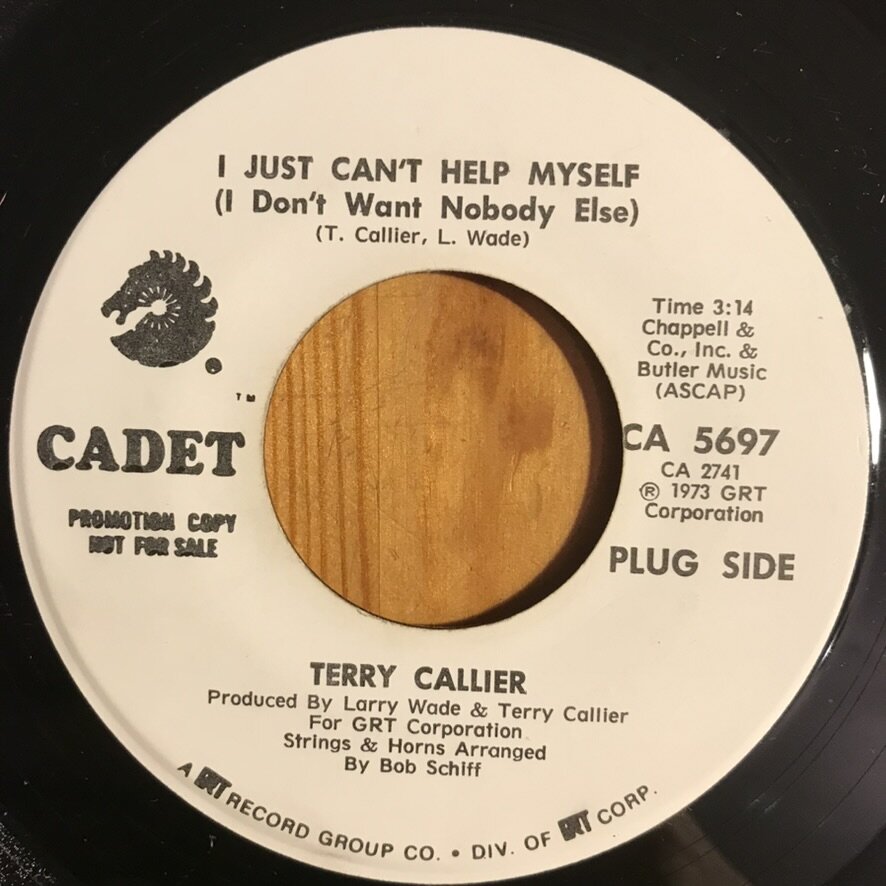 I JUST CAN'T HELP MYSELF
(I Don't Want Nobody Else)
(T. Callier, L. Wade)
TM
CADET
PROMOTION COPY
NOT FOR SALE
Time 3:14
Chappell &
Co., Inc. &
Butler Music
(ASCAP)
CA 5697
CA 2741
Ⓡ 1973 GRT
Corporation
PLUG SIDE
TERRY CALLIER
Produced By Larry Wade & Terry Callier
For GRT Corporation
Strings & Horns Arranged
By Bob Schiff
A GRT RECORD GROUP CO. • DIV. OF GRT CORP.